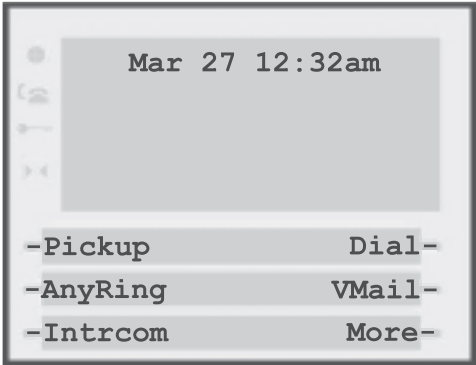 Mar 27 12:32am
-Pickup Dial-
-AnyRing VMail-
-Intrcom More-